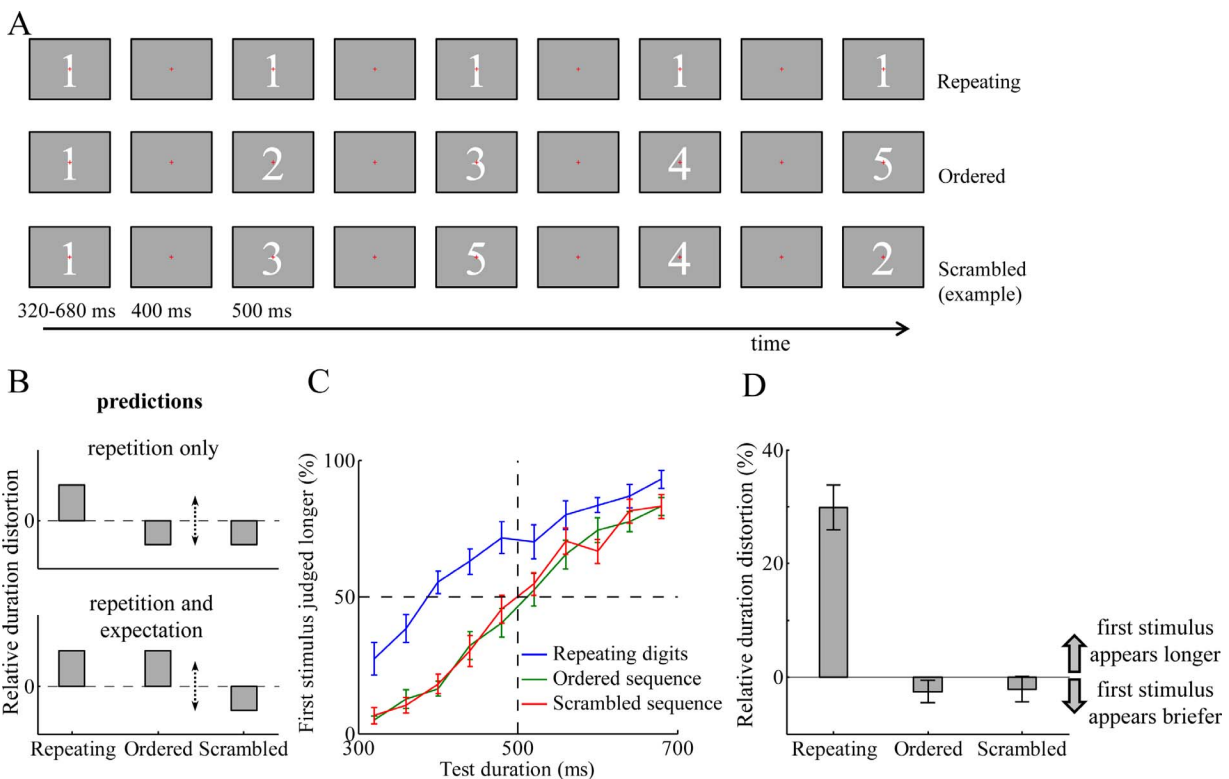 A
1 1 1 1 1 Repeating
1 2 3 4 5 Ordered
1 3 5 4 2 Scrambled
(example)
320-680 ms 400 ms 500 ms
time
B
predictions
repetition only
0
repetition and
expectation
0
Relative duration distortion
Repeating Ordered Scrambled
C
First stimulus judged longer (%)
100
50
0
Repeating digits
Ordered sequence
Scrambled sequence
300 500 700
Test duration (ms)
D
Relative duration distortion (%)
40
20
0
first stimulus
appears longer
first stimulus
appears briefer
Repeating Ordered Scrambled